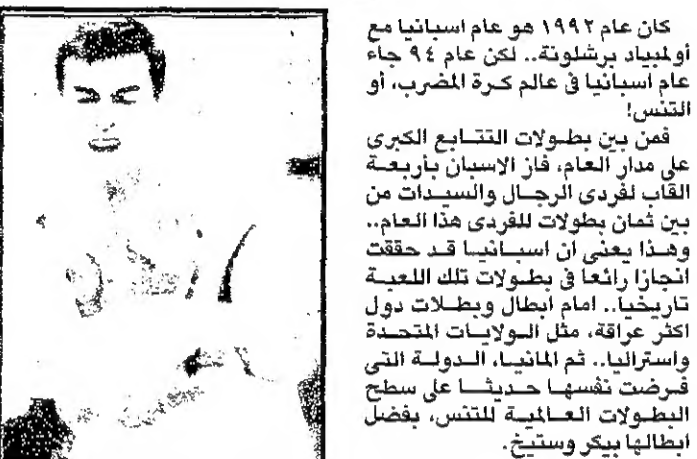 كان عام ١٩٩٢ هو عام اسبانيا مع
أولمبياد برشلونة.. لكن عام ٩٤ جاء
عام اسبانيا في عالم كرة المضرب، أو
التنس!
فمن بين بطولات التتابع الكبرى
على مدار العام، فاز الاسبان بأربعة
القاب لفردى الرجال والسيدات من
بين ثمان بطولات للفردى هذا العام..
وهذا يعنى ان اسبانيا قد حققت
انجازا رائعا في بطولات تلك اللعبة
تاريخيا.. امام ابطال وبطلات دول
اكثر عراقة، مثل الولايات المتحدة
واستراليا.. ثم المانيا، الدولة التى
فرضت نفسها حديثا على سطح
البطولات العالمية للتنس، بفضل
ابطالها بيكر وستيخ.